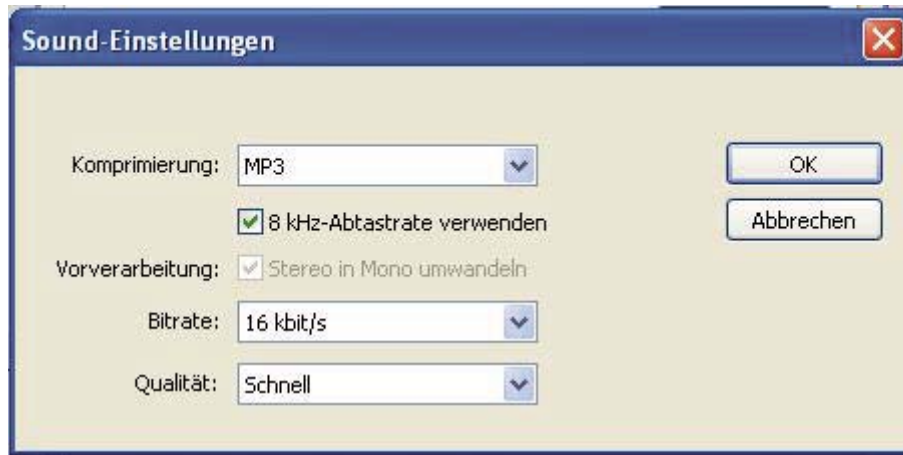 Sound-Einstellungen
Komprimierung: MP3
OK
8 kHz-Abtastrate verwenden
Abbrechen
Vorverarbeitung: Stereo in Mono umwandeln
Bitrate: 16 kbit/s
Qualität: Schnell